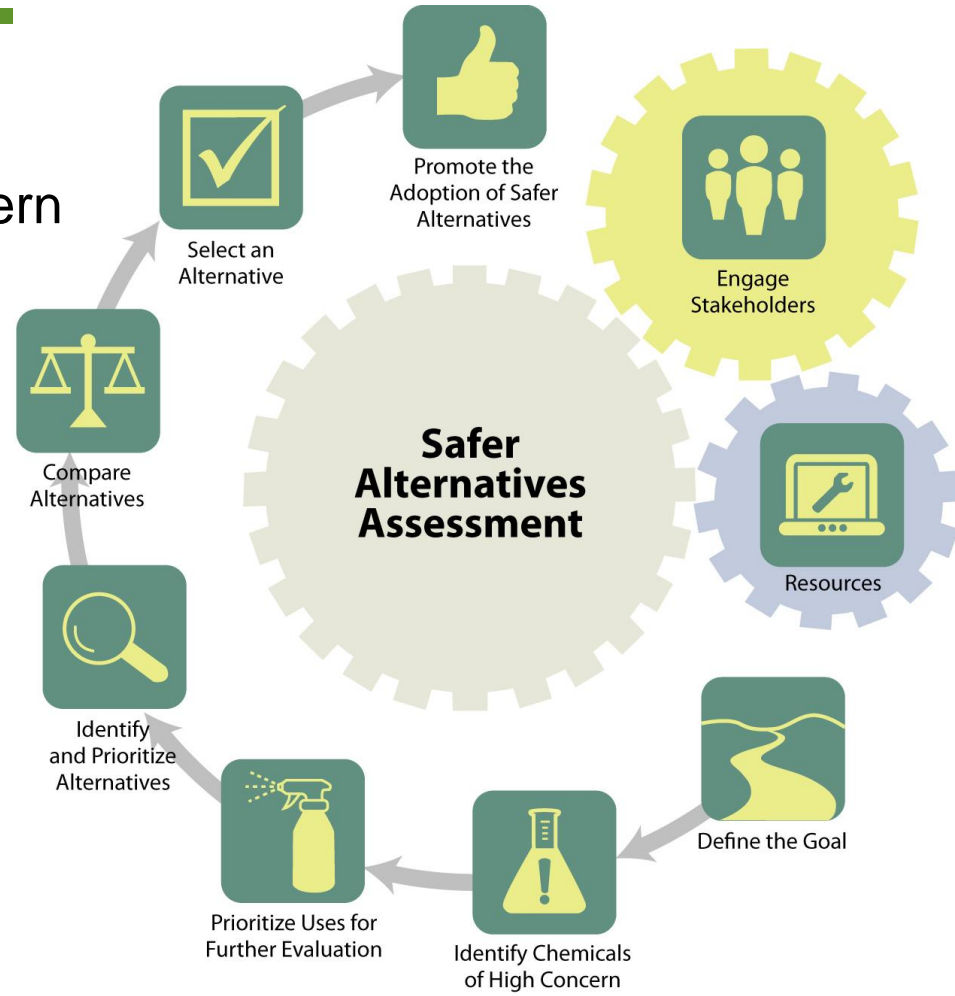 ern
Promote the
Adoption of Safer
Alternatives
Select an
Alternative
Engage
Stakeholders
Compare
Alternatives
Safer
Alternatives
Assessment
Resources
Identify
and Prioritize
Alternatives
Define the Goal
Prioritize Uses for
Further Evaluation
Identify Chemicals
of High Concern